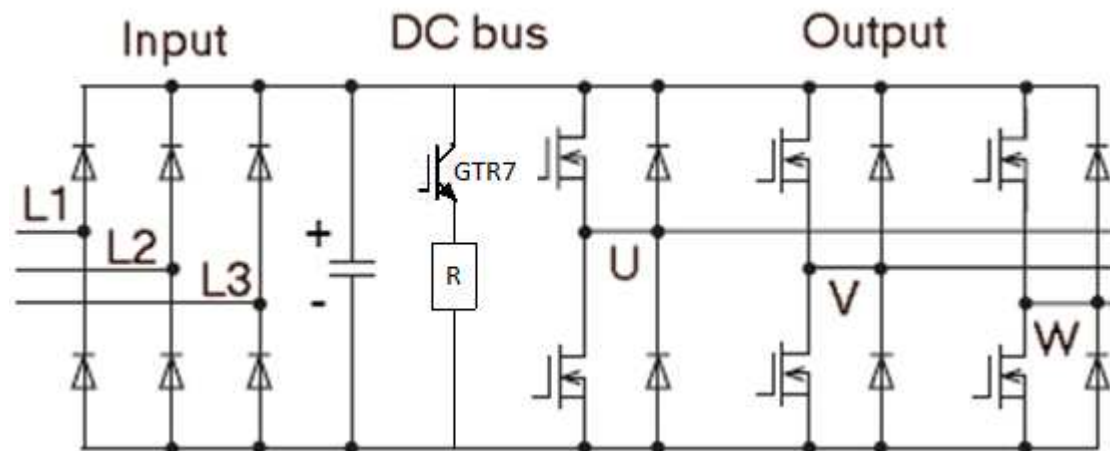 Input
DC bus
Output
GTR7
L1
L2
L3
+
-
R
U
V
W